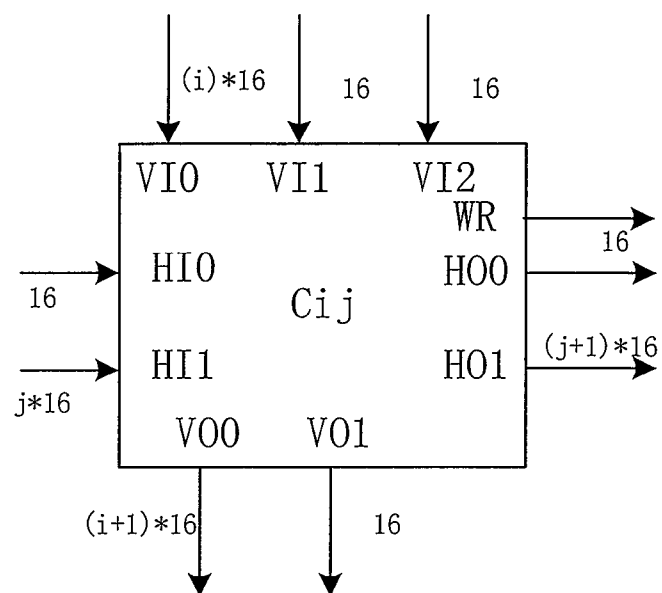 (i)*16 16 16
VI0 VI1 VI2
WR
16
HI0 HO0
16
Cij
(j+1)*16
HI1 HO1
j*16
VO0 VO1
(i+1)*16 16